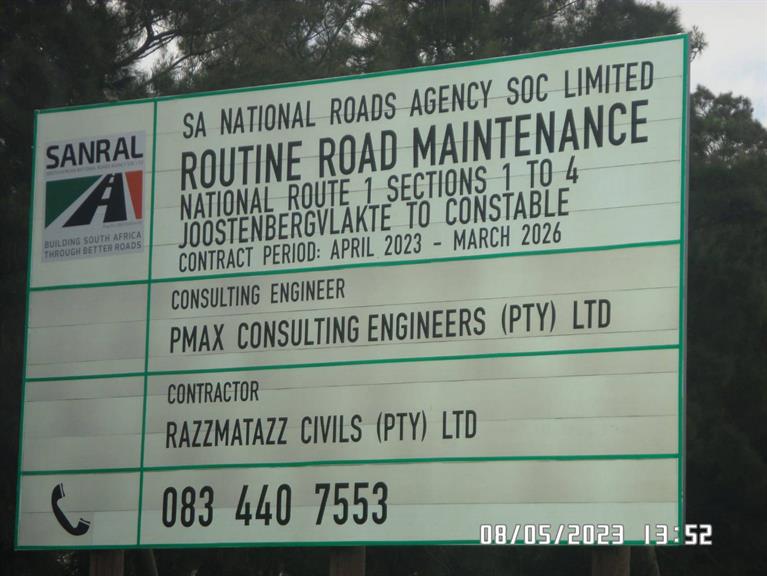 SA NATIONAL ROADS AGENCY SOC LIMITED
ROUTINE ROAD MAINTENANCE
NATIONAL ROUTE 1 SECTIONS 1 TO 4
JOOSTENBERGVLAKTE TO CONSTABLE
CONTRACT PERIOD: APRIL 2023 - MARCH 2026
SANRAL
BUILDING SOUTH AFRICA
THROUGH BETTER ROADS
CONSULTING ENGINEER
PMAX CONSULTING ENGINEERS (PTY) LTD
CONTRACTOR
RAZZMATAZZ CIVILS (PTY) LTD
083 440 7553
08/05/2023 13:52